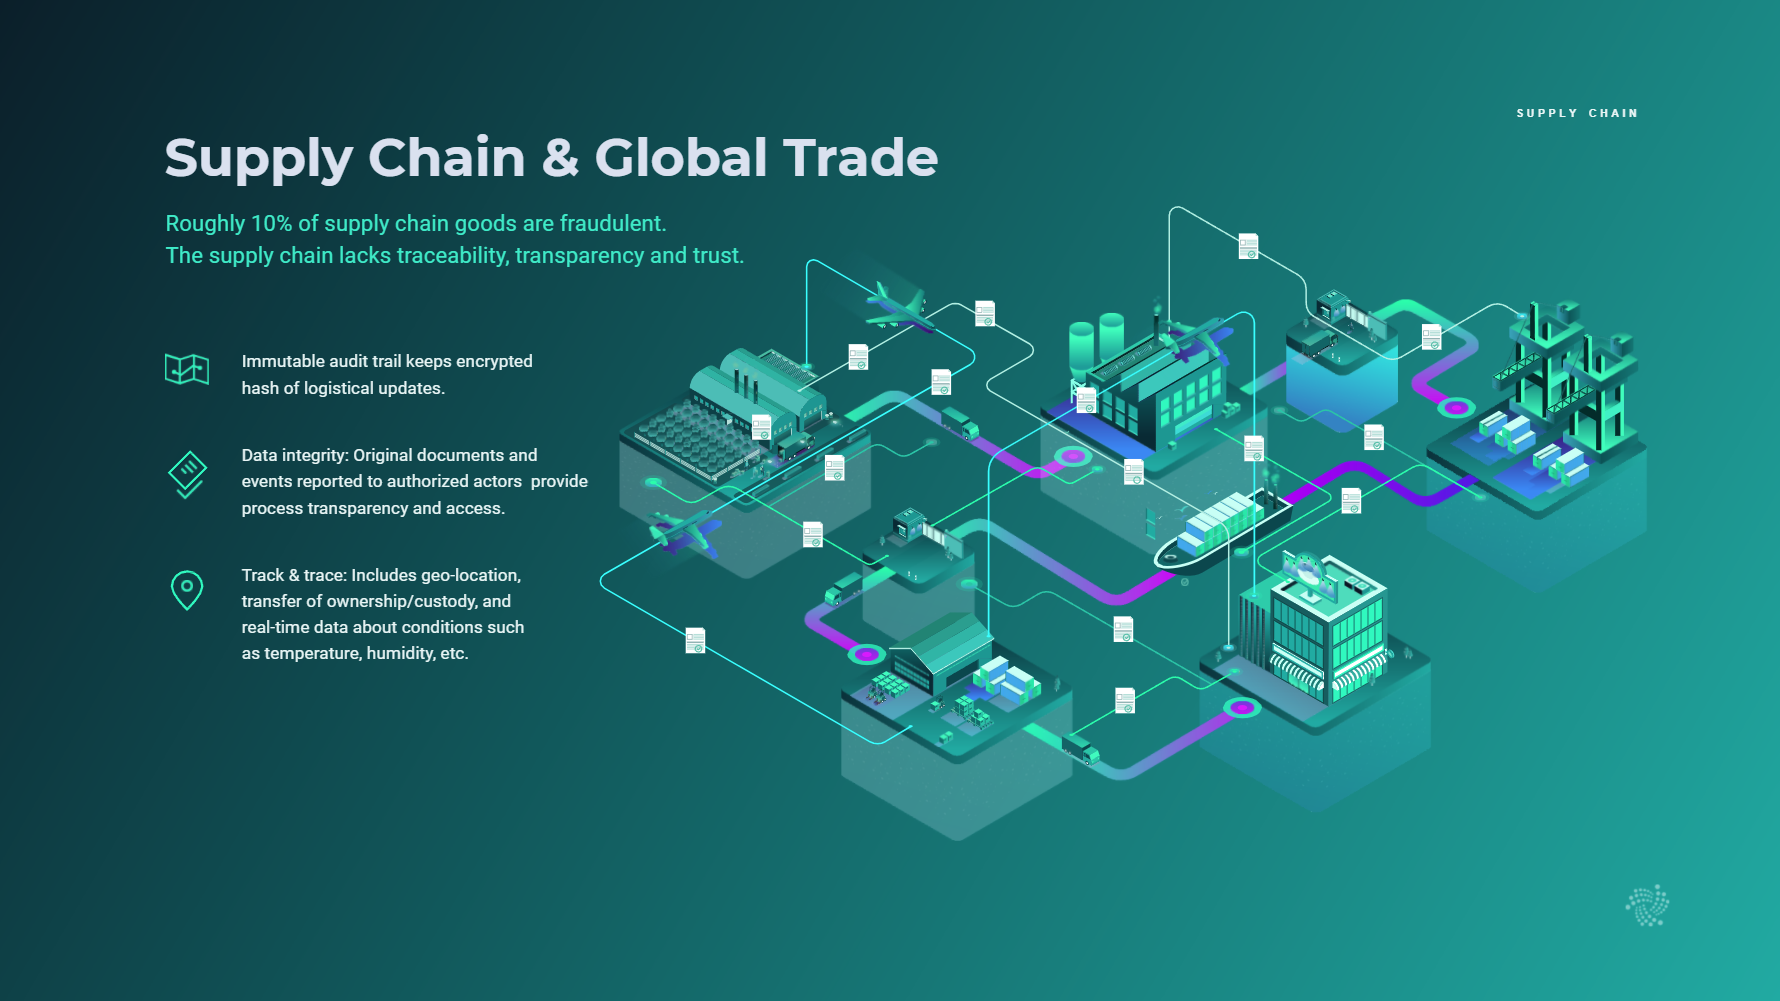 SUPPLY CHAIN
Supply Chain & Global Trade
Roughly 10% of supply chain goods are fraudulent.
The supply chain lacks traceability, transparency and trust.
Immutable audit trail keeps encrypted
hash of logistical updates.
Data integrity: Original documents and
events reported to authorized actors  provide
process transparency and access.
Track & trace: Includes geo-location,
transfer of ownership/custody, and
real-time data about conditions such
as temperature, humidity, etc.